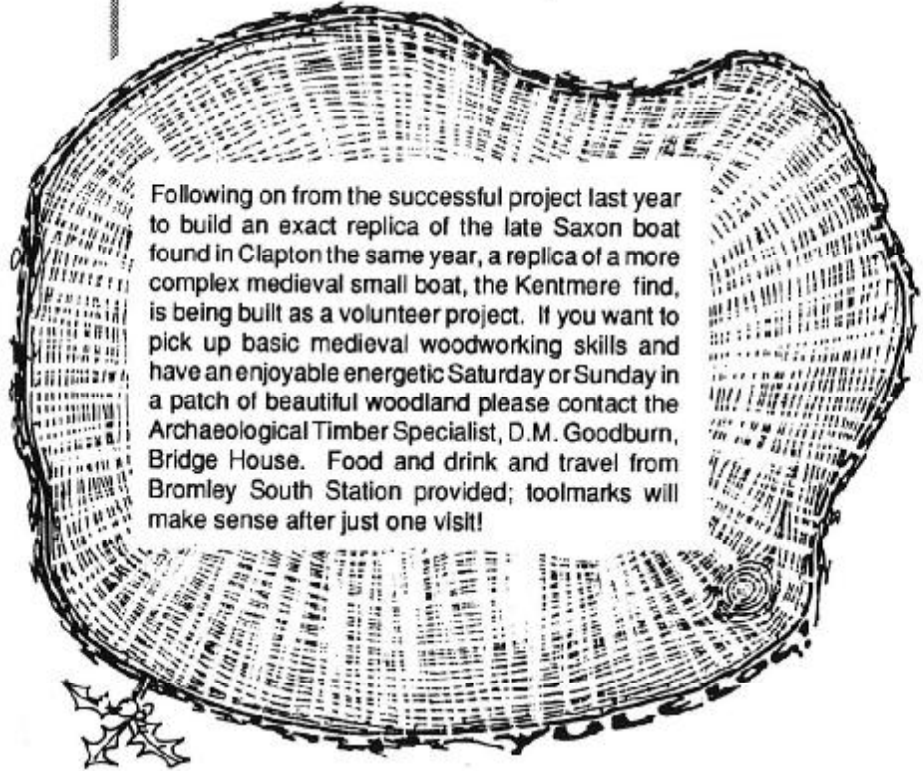 Following on from the successful project last year
to build an exact replica of the late Saxon boat
found in Clapton the same year, a replica of a more
complex medieval small boat, the Kentmere find,
is being built as a volunteer project. If you want to
pick up basic medieval woodworking skills and
have an enjoyable energetic Saturday or Sunday in
a patch of beautiful woodland please contact the
Archaeological Timber Specialist, D.M. Goodburn,
Bridge House. Food and drink and travel from
Bromley South Station provided; toolmarks will
make sense after just one visit!